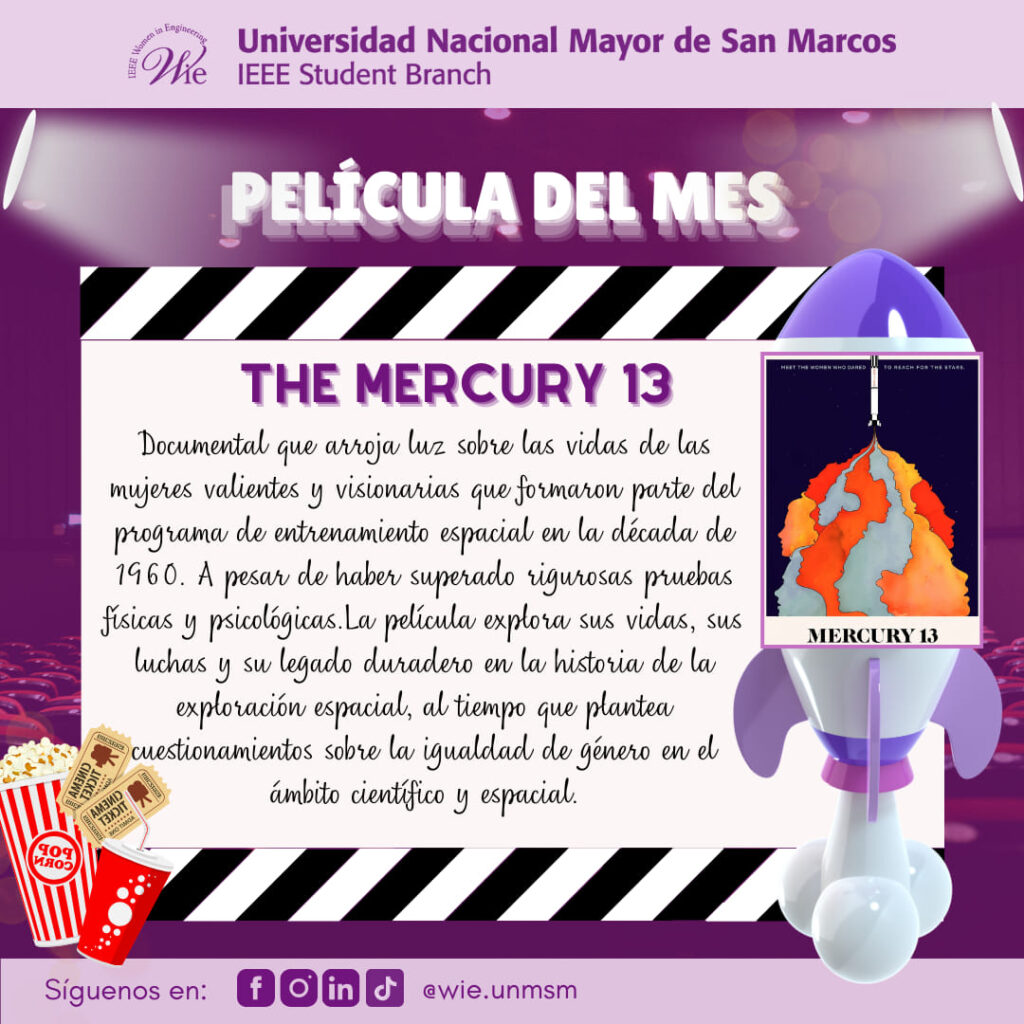 IEEE Women in Engineering
WIE
Universidad Nacional Mayor de San Marcos
IEEE Student Branch
PELÍCULA DEL MES
THE MERCURY 13
Documental que arroja luz sobre las vidas de las
mujeres valientes y visionarias que formaron parte del
programa de entrenamiento espacial en la década de
1960. A pesar de haber superado rigurosas pruebas
físicas y psicológicas.La película explora sus vidas, sus
luchas y su legado duradero en la historia de la
exploración espacial, al tiempo que plantea
cuestionamientos sobre la igualdad de género en el
ámbito científico y espacial.
MEET THE WOMEN WHO DARED TO REACH FOR THE STARS.
MERCURY 13
CINEMA
TICKET
CINEMA
TICKET
POP
CORN
Síguenos en:
@wie.unmsm